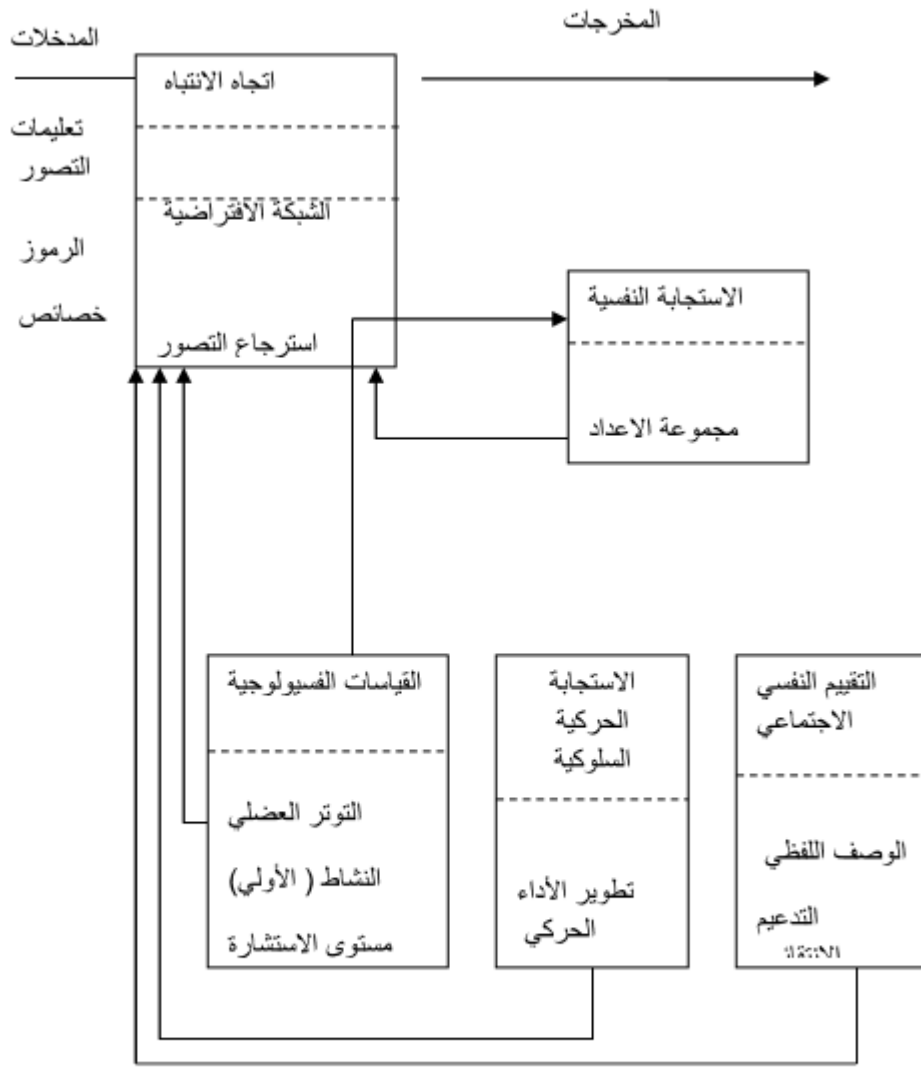 المخرجات
المدخلات
اتجاه الانتباه
تعليمات
التصور
الشبكة الافتراضية
الرموز
خصائص
استرجاع التصور
الاستجابة النفسية
مجموعة الاعداد
القياسات الفسيولوجية
التوتر العضلي
النشاط ( الأولي)
مستوى الاستشارة
الاستجابة
الحركية
السلوكية
تطوير الأداء
الحركي
التقييم النفسي
الاجتماعي
الوصف اللفظي
التدعيم